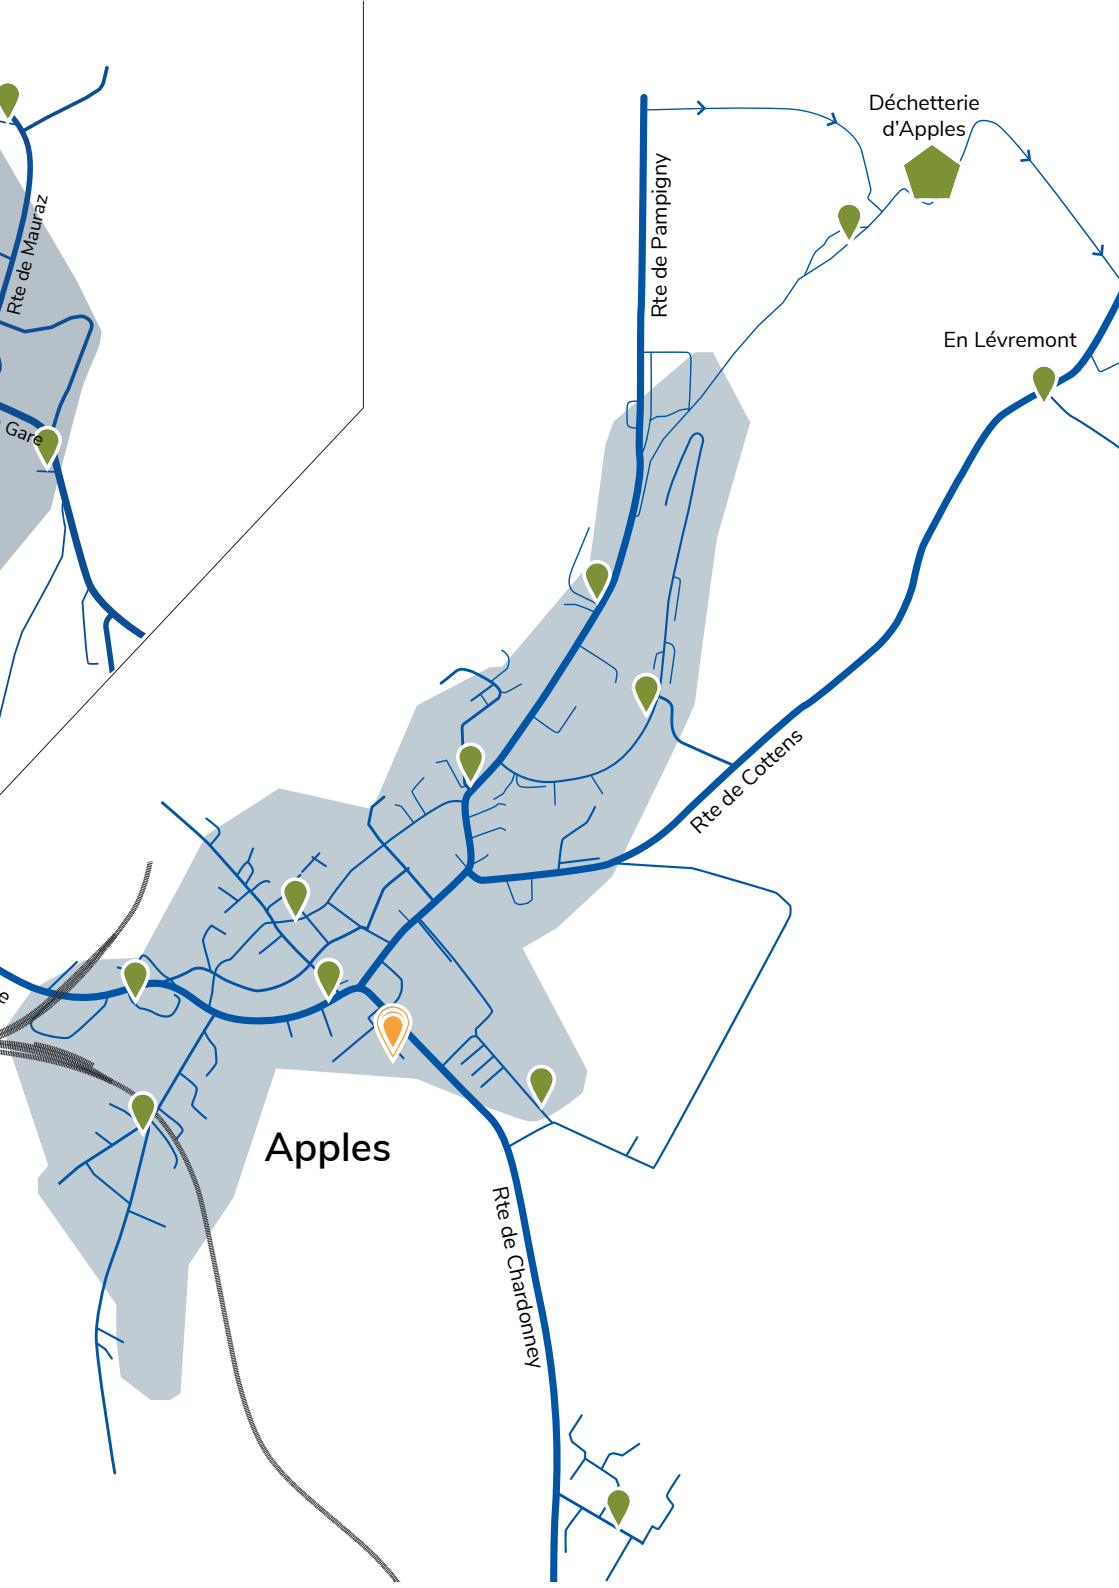 Déchetterie
d'Apples
Rte de Pampigny
Rte de Mauraz
En Lévremont
Gare
Rte de Cottens
Apples
Rte de Chardonney